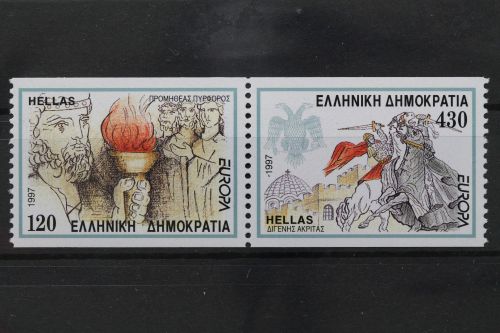 HELLAS
ΠΡΟΜΗΘΕΑΣ ΠΥΡΦΟΡΟΣ
1997
EUROPA
120 ΕΛΛΗΝΙΚΗ ΔΗΜΟΚΡΑΤΙΑ
ΕΛΛΗΝΙΚΗ ΔΗΜΟΚΡΑΤΙΑ
430
-1997
EUROPA
HELLAS
ΔΙΓΕΝΗΣ ΑΚΡΙΤΑΣ